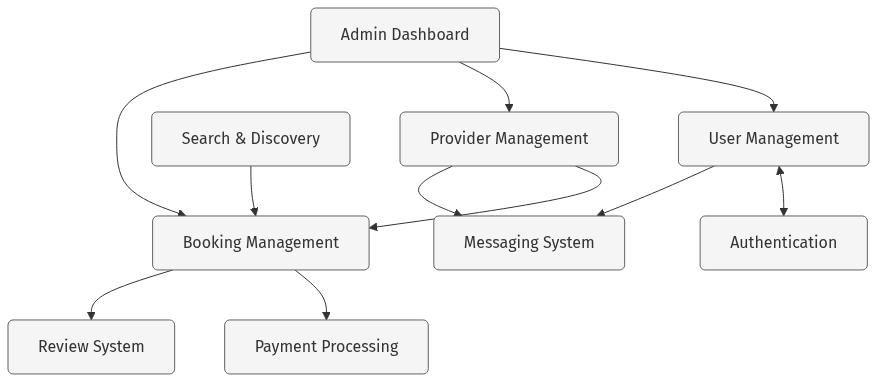 Admin Dashboard
Search & Discovery
Provider Management
User Management
Booking Management
Messaging System
Authentication
Review System
Payment Processing